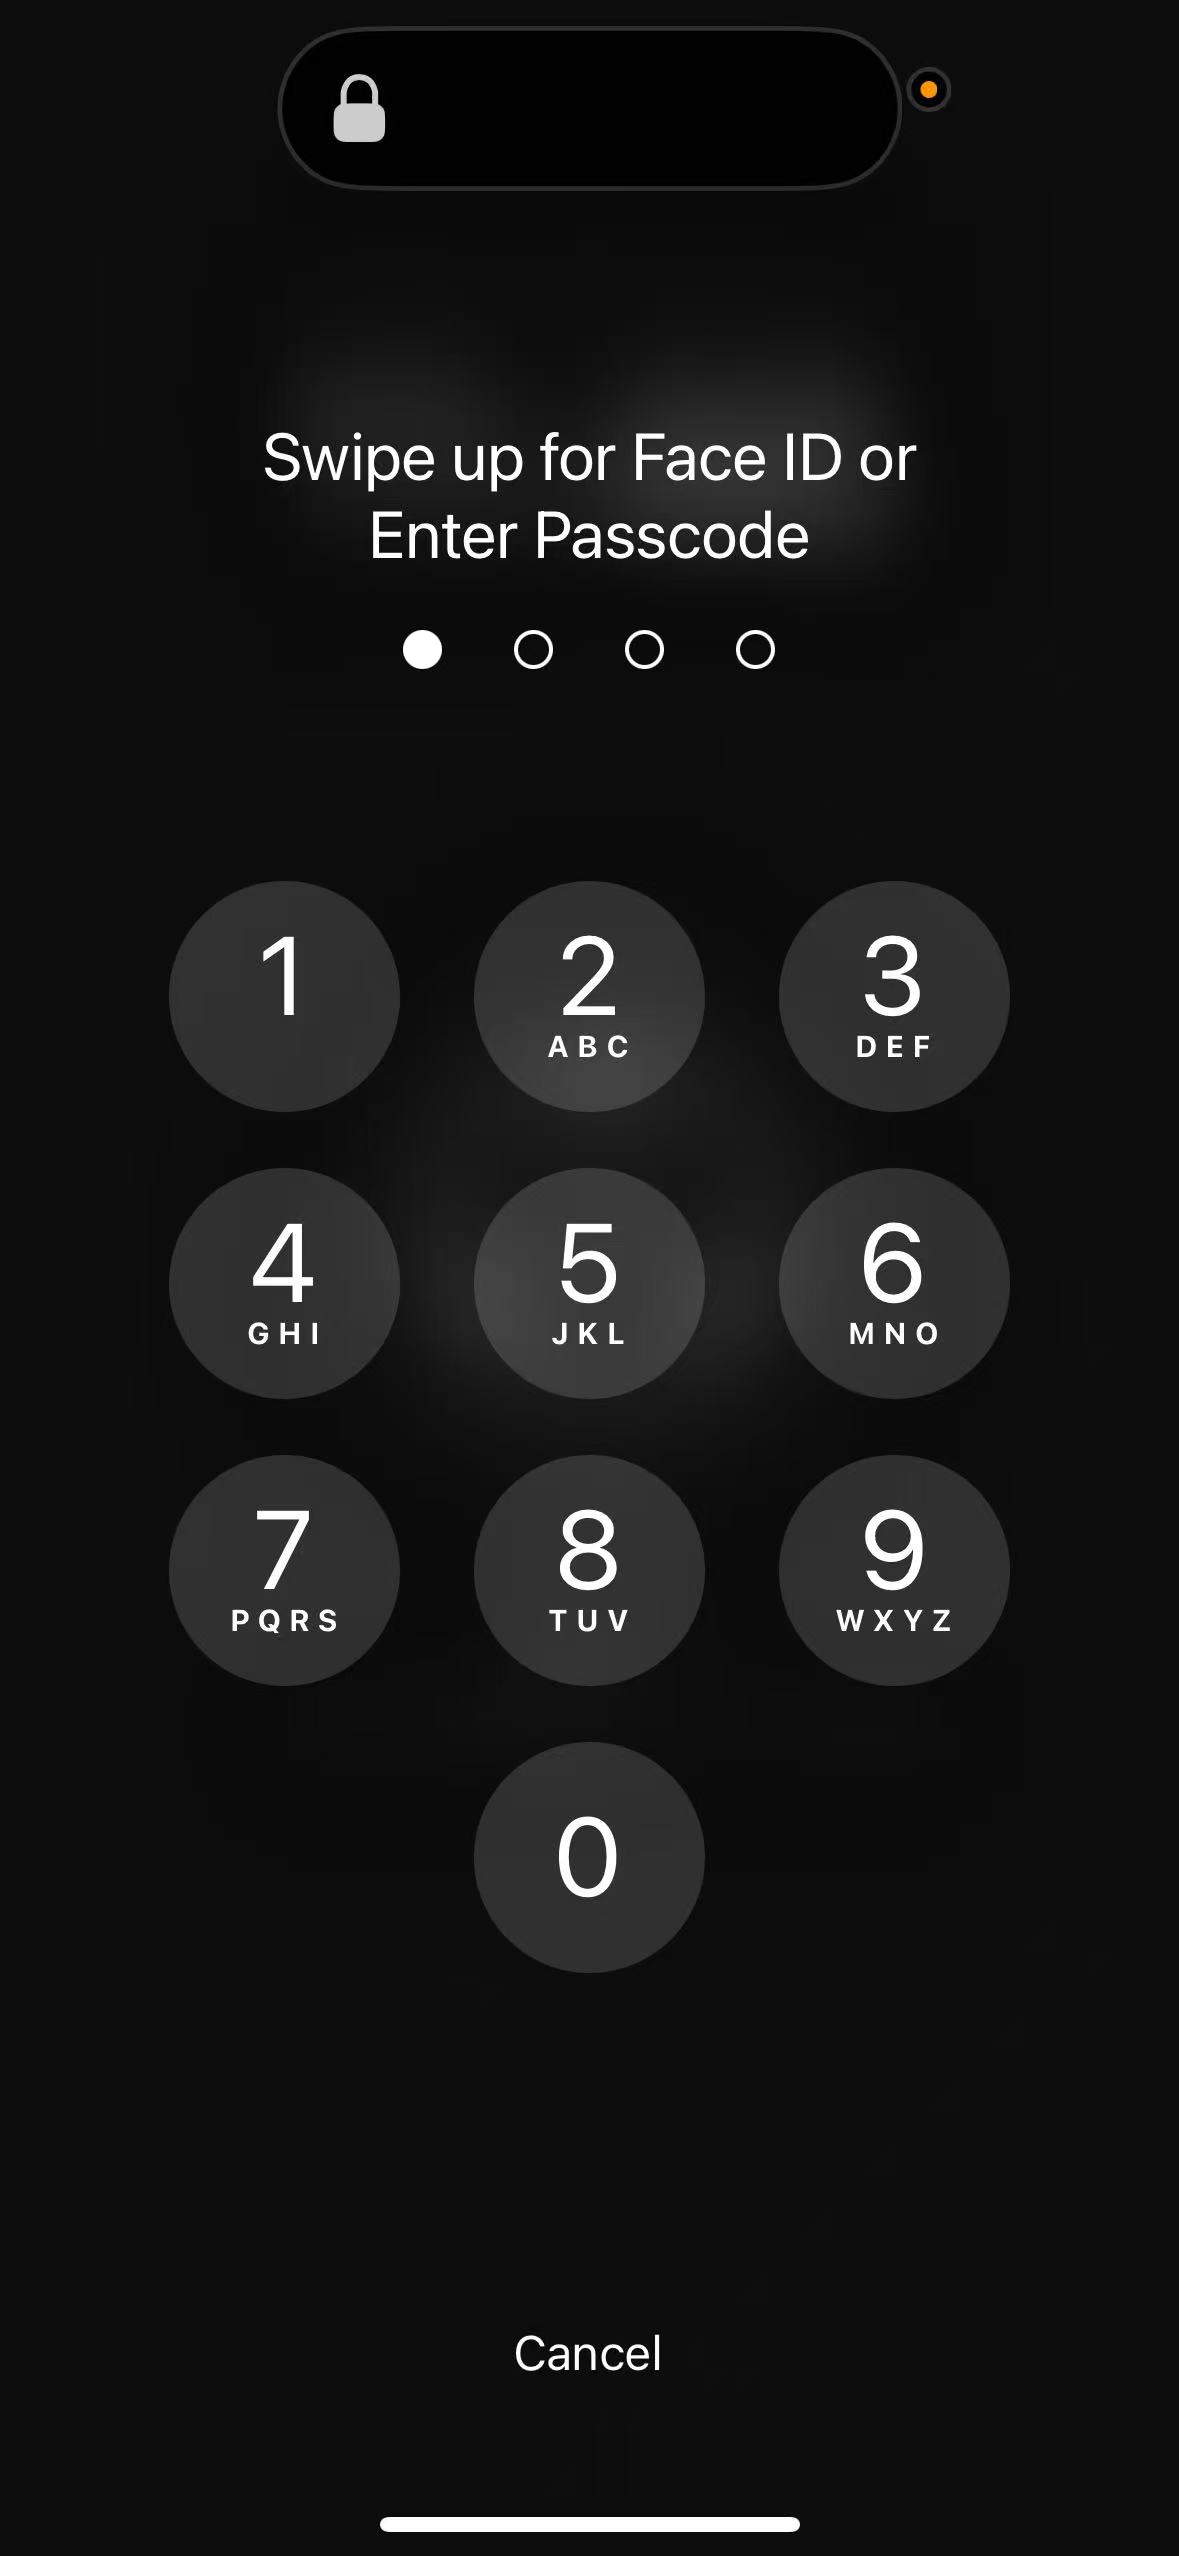 Swipe up for Face ID or
Enter Passcode
1
2
ABC
3
DEF
4
GHI
5
JKL
6
MNO
7
PQRS
8
TUV
9
WXYZ
0
Cancel